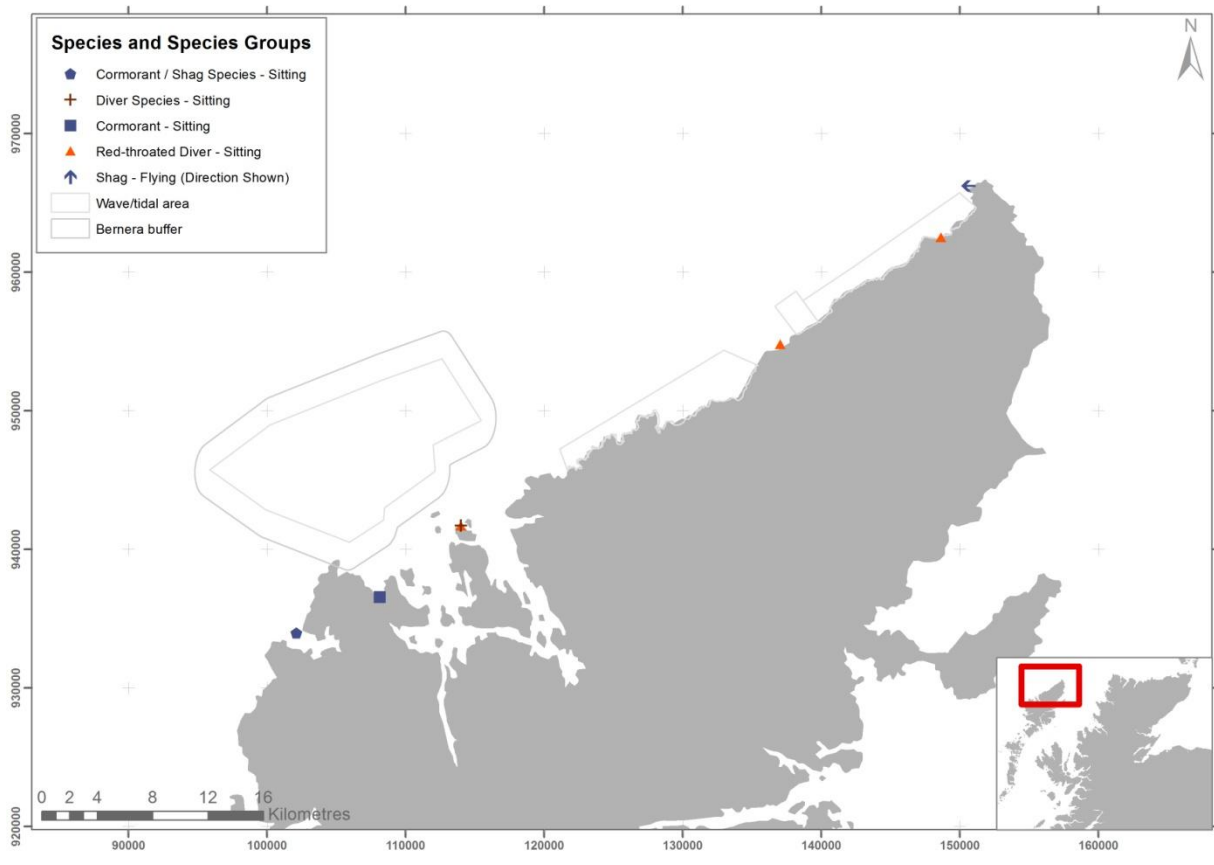 Species and Species Groups
Cormorant / Shag Species - Sitting
Diver Species - Sitting
Cormorant - Sitting
Red-throated Diver - Sitting
Shag - Flying (Direction Shown)
Wave/tidal area
Bernera buffer
N
970000
960000
950000
940000
930000
920000
0 2 4 8 12 16
Kilometres
90000 100000 110000 120000 130000 140000 150000 160000